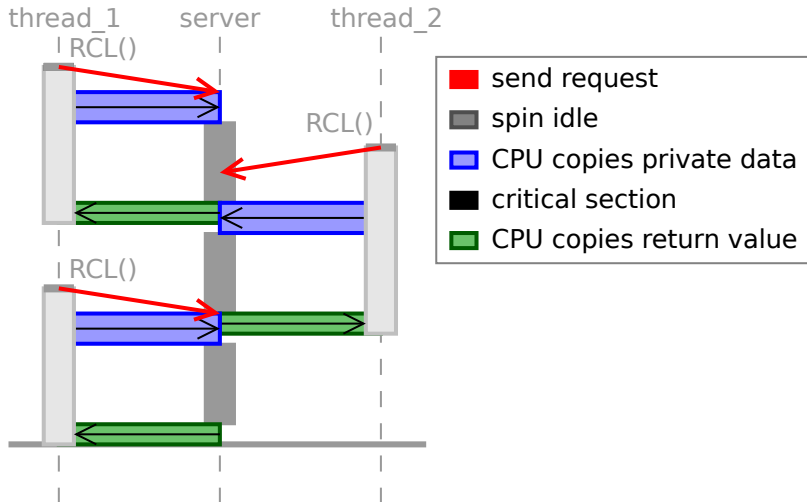 thread_1 server thread_2
RCL()
send request
spin idle
RCL()
CPU copies private data
critical section
CPU copies return value
RCL()